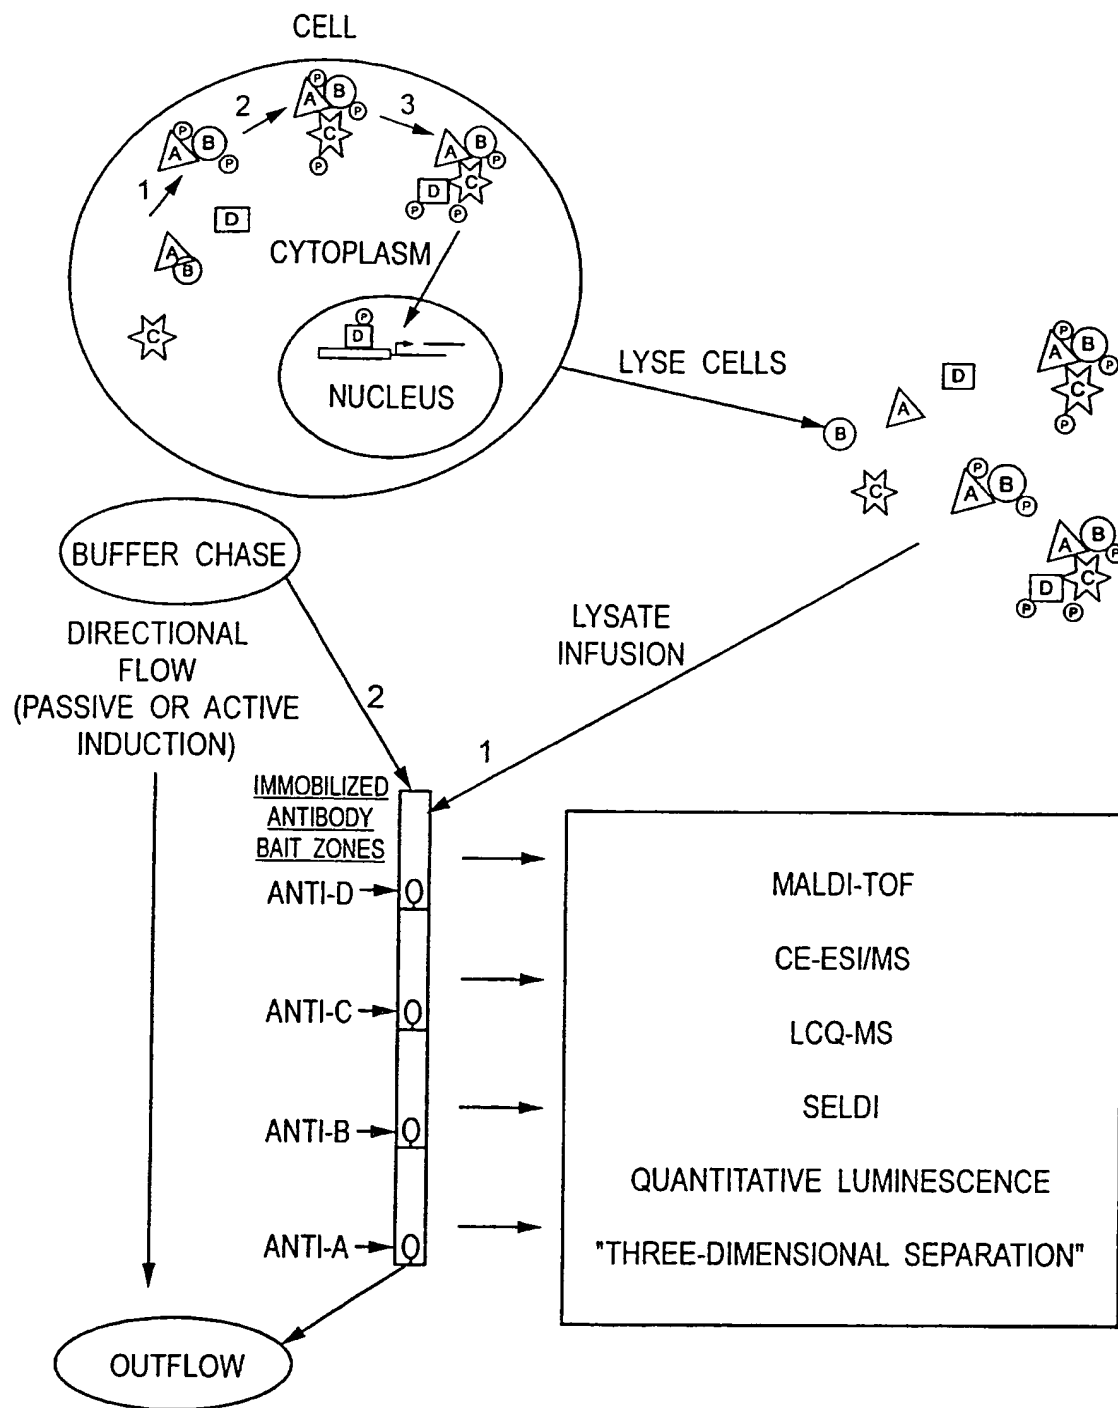 CELL
2
P
A
B
P
3
C
P
P
A
B
P
1
A
B
P
D
C
P
P
D
A
B
CYTOPLASM
C
P
D
NUCLEUS
LYSE CELLS
B
A
D
P
A
B
P
C
P
C
P
A
B
P
A
B
P
D
C
P
P
BUFFER CHASE
DIRECTIONAL
FLOW
(PASSIVE OR ACTIVE
INDUCTION)
2
LYSATE
INFUSION
1
IMMOBILIZED
ANTIBODY
BAIT ZONES
ANTI-D
ANTI-C
ANTI-B
ANTI-A
MALDI-TOF
CE-ESI/MS
LCQ-MS
SELDI
QUANTITATIVE LUMINESCENCE
"THREE-DIMENSIONAL SEPARATION"
OUTFLOW